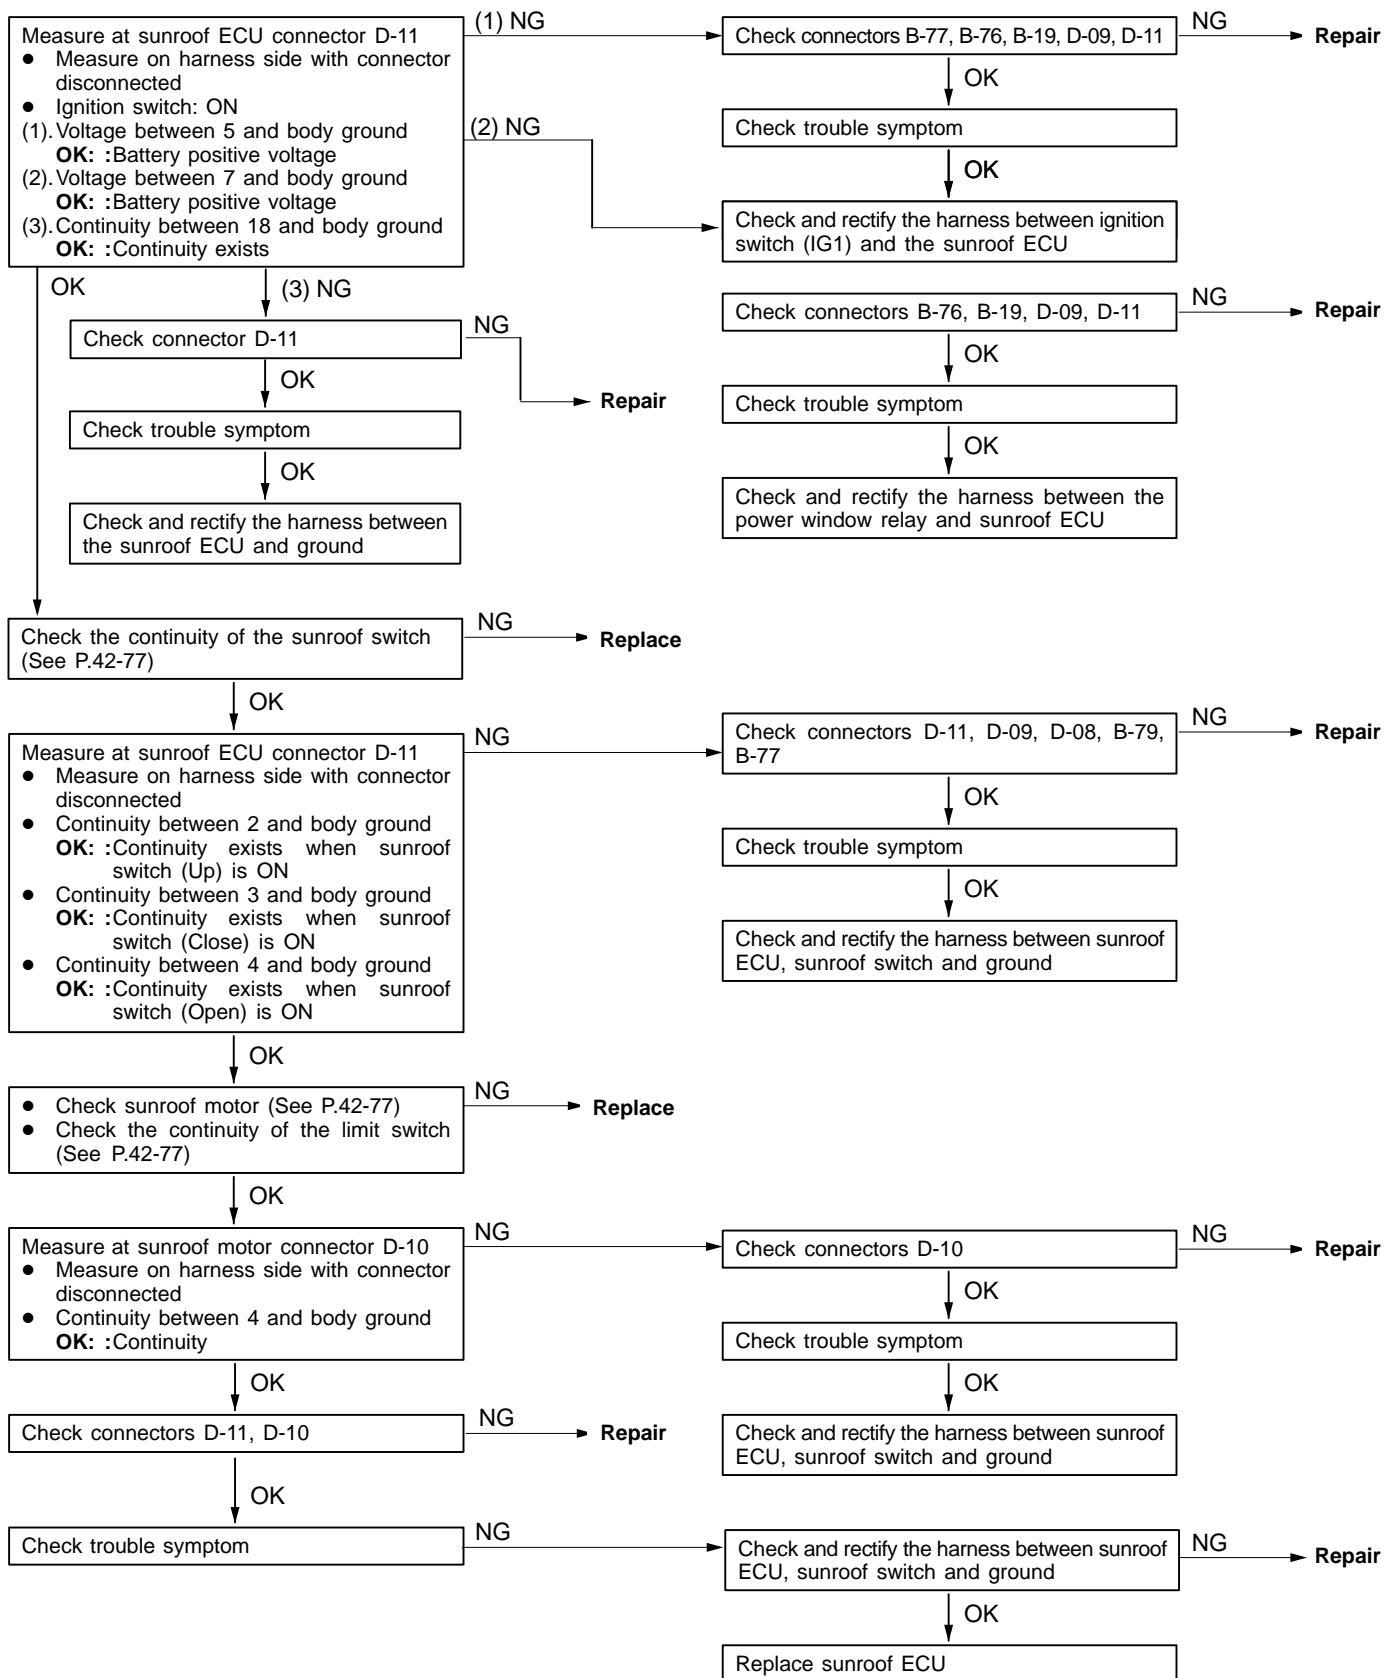 Measure at sunroof ECU connector D-11
● Measure on harness side with connector
disconnected
● Ignition switch: ON
(1). Voltage between 5 and body ground
OK: :Battery positive voltage
(2). Voltage between 7 and body ground
OK: :Battery positive voltage
(3). Continuity between 18 and body ground
OK: :Continuity exists
(1) NG
Check connectors B-77, B-76, B-19, D-09, D-11
NG
Repair
OK
Check trouble symptom
OK
(2) NG
Check and rectify the harness between ignition
switch (IG1) and the sunroof ECU
OK
(3) NG
Check connector D-11
NG
Repair
OK
Check trouble symptom
OK
Check and rectify the harness between
the sunroof ECU and ground
Check connectors B-76, B-19, D-09, D-11
NG
Repair
OK
Check trouble symptom
OK
Check and rectify the harness between the
power window relay and sunroof ECU
Check the continuity of the sunroof switch
(See P.42-77)
NG
Replace
OK
Measure at sunroof ECU connector D-11
● Measure on harness side with connector
disconnected
● Continuity between 2 and body ground
OK: :Continuity exists when sunroof
switch (Up) is ON
● Continuity between 3 and body ground
OK: :Continuity exists when sunroof
switch (Close) is ON
● Continuity between 4 and body ground
OK: :Continuity exists when sunroof
switch (Open) is ON
NG
Check connectors D-11, D-09, D-08, B-79,
B-77
NG
Repair
OK
Check trouble symptom
OK
Check and rectify the harness between sunroof
ECU, sunroof switch and ground
OK
● Check sunroof motor (See P.42-77)
● Check the continuity of the limit switch
(See P.42-77)
NG
Replace
OK
Measure at sunroof motor connector D-10
● Measure on harness side with connector
disconnected
● Continuity between 4 and body ground
OK: :Continuity
NG
Check connectors D-10
NG
Repair
OK
Check trouble symptom
OK
Check and rectify the harness between sunroof
ECU, sunroof switch and ground
OK
Check connectors D-11, D-10
NG
Repair
OK
Check trouble symptom
NG
Check and rectify the harness between sunroof
ECU, sunroof switch and ground
NG
Repair
OK
Replace sunroof ECU